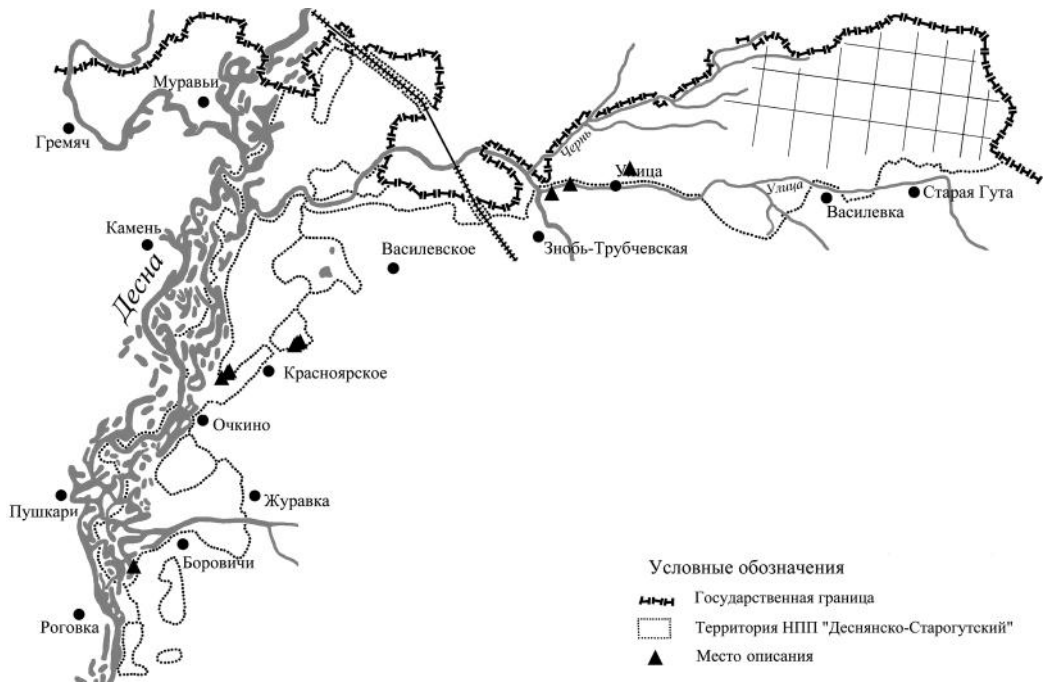 Муравьи
Гремяч
Чернь
Улица
Улица
Старая Гута
Василевка
Камень
Василевское
Знобь-Трубчевская
Десна
Красноярское
Очкино
Пушкари
Журавка
Боровичи
Роговка
Условные обозначения
Государственная граница
Территория НПП "Деснянско-Старогутский"
Место описания